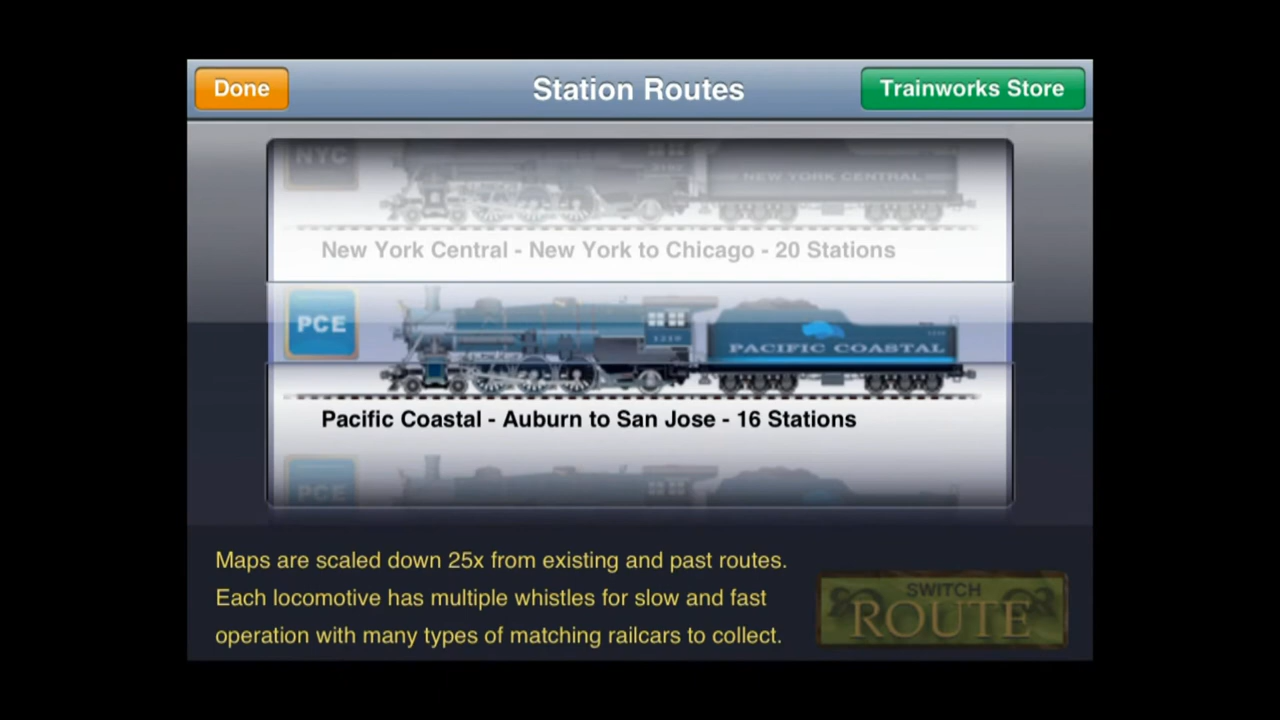 Done
Station Routes
Trainworks Store
NYC
NEW YORK CENTRAL
New York Central - New York to Chicago - 20 Stations
PCE
1219
PACIFIC COASTAL
Pacific Coastal - Auburn to San Jose - 16 Stations
PCE
Maps are scaled down 25x from existing and past routes.
Each locomotive has multiple whistles for slow and fast
operation with many types of matching railcars to collect.
SWITCH
ROUTE